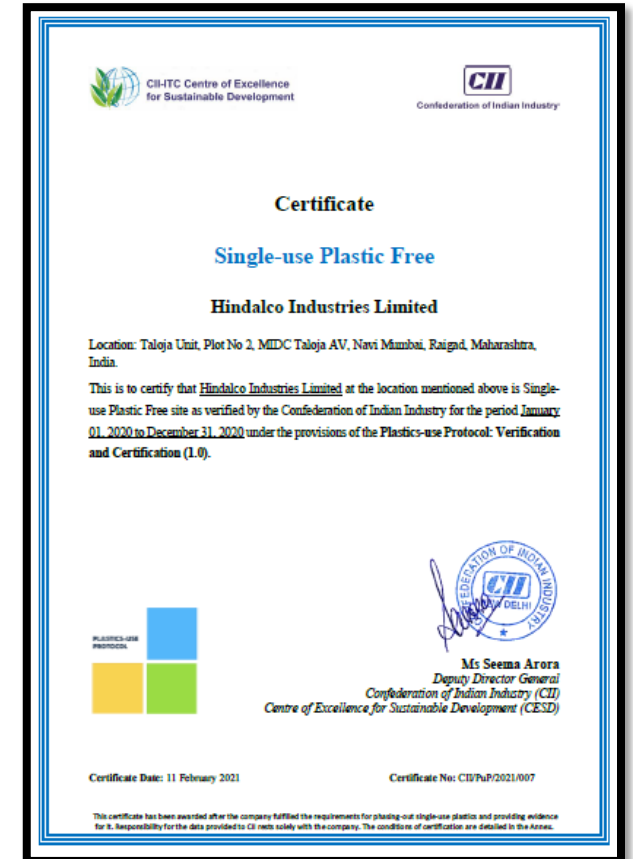 CII-ITC Centre of Excellence
for Sustainable Development
CII
Confederation of Indian Industry
Certificate
Single-use Plastic Free
Hindalco Industries Limited
Location: Taloja Unit, Plot No 2, MIDC Taloja AV, Navi Mumbai, Raigad, Maharashtra,
India.
This is to certify that Hindalco Industries Limited at the location mentioned above is Single-
use Plastic Free site as verified by the Confederation of Indian Industry for the period January
01, 2020 to December 31, 2020 under the provisions of the Plastics-use Protocol: Verification
and Certification (1.0).
CONFEDERATION OF INDIAN INDUSTRY
CII
NEW DELHI
PLASTICS-USE
PROTOCOL
Ms Seema Arora
Deputy Director General
Confederation of Indian Industry (CII)
Centre of Excellence for Sustainable Development (CESD)
Certificate Date: 11 February 2021
Certificate No: CII/PuP/2021/007
This certificate has been awarded after the company fulfilled the requirements for phasing-out single-use plastics and providing evidence
for it. Responsibility for the data provided to CII rests solely with the company. The conditions of certification are detailed in the Annex.